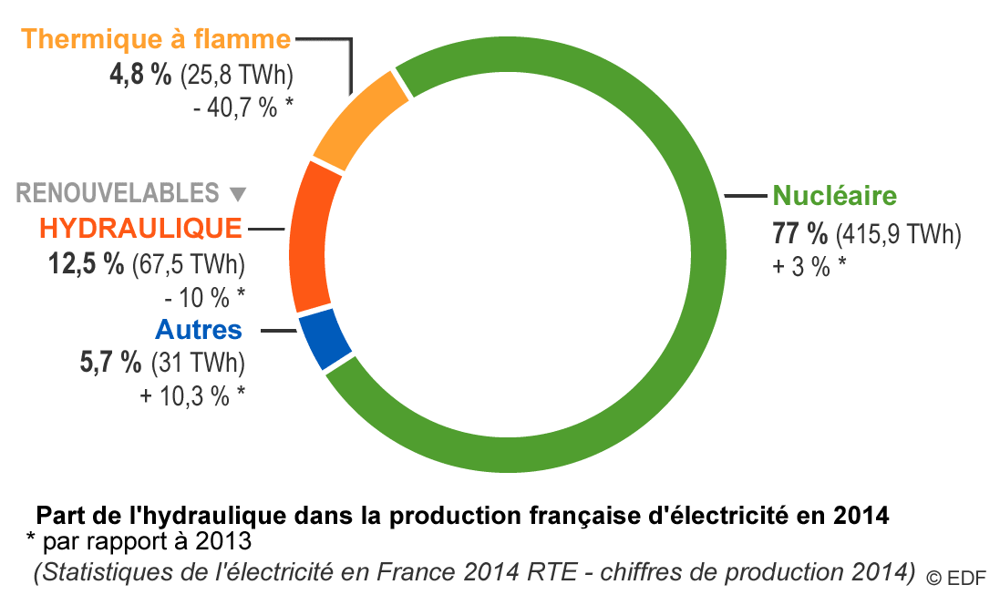 Thermique à flamme
4,8 % (25,8 TWh)
- 40,7 % *
RENOUVELABLES ▼
HYDRAULIQUE
12,5 % (67,5 TWh)
- 10 % *
Autres
5,7 % (31 TWh)
+ 10,3 % *
Nucléaire
77 % (415,9 TWh)
+ 3 % *
Part de l'hydraulique dans la production française d'électricité en 2014
* par rapport à 2013
(Statistiques de l'électricité en France 2014 RTE - chiffres de production 2014) © EDF